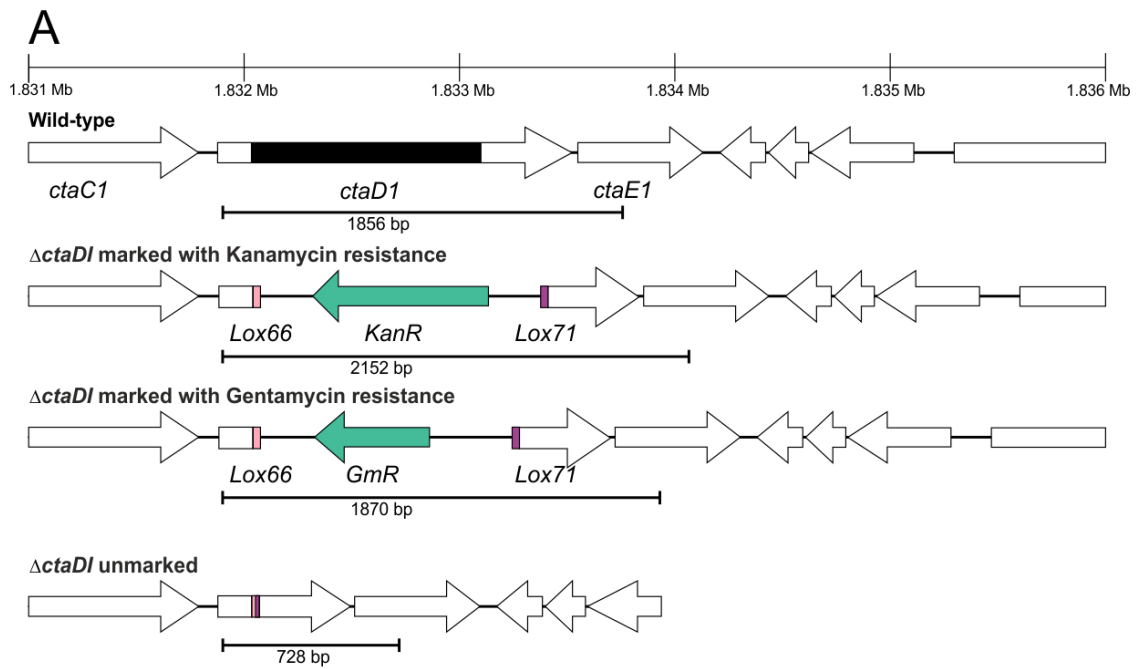 A
1.831 Mb 1.832 Mb 1.833 Mb 1.834 Mb 1.835 Mb 1.836 Mb
Wild-type
ctaC1 ctaD1 ctaE1
1856 bp
ΔctaDI marked with Kanamycin resistance
Lox66 KanR Lox71
2152 bp
ΔctaDI marked with Gentamycin resistance
Lox66 GmR Lox71
1870 bp
ΔctaDI unmarked
728 bp